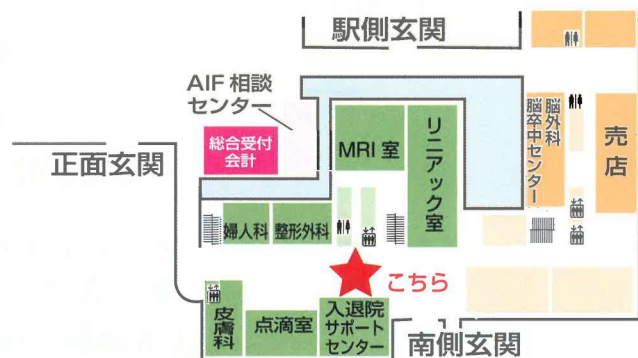 駅側玄関
AIF 相談
センター
総合受付
会計
正面玄関
MRI 室
リニアック室
脳外科
脳卒中センター
売店
婦人科
整形外科
こちら
皮膚科
点滴室
入退院
サポート
センター
南側玄関